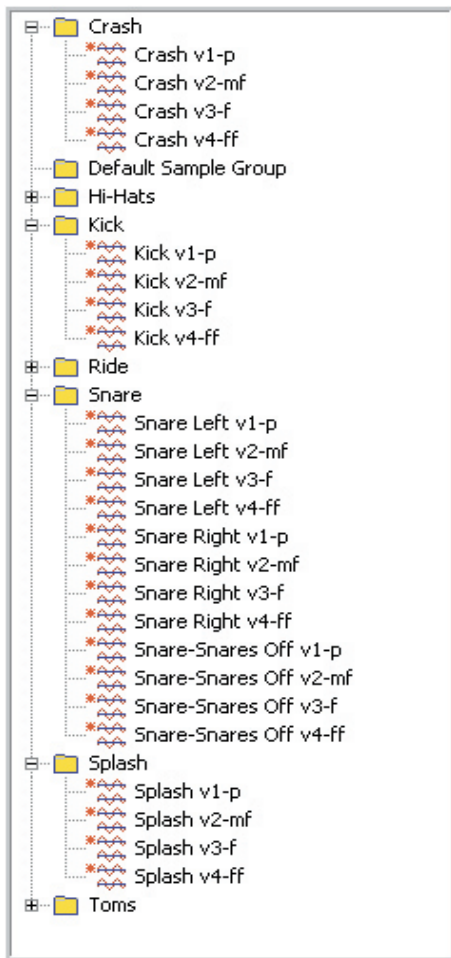 Crash
Crash v1-p
Crash v2-mf
Crash v3-f
Crash v4-ff
Default Sample Group
Hi-Hats
Kick
Kick v1-p
Kick v2-mf
Kick v3-f
Kick v4-ff
Ride
Snare
Snare Left v1-p
Snare Left v2-mf
Snare Left v3-f
Snare Left v4-ff
Snare Right v1-p
Snare Right v2-mf
Snare Right v3-f
Snare Right v4-ff
Snare-Snares Off v1-p
Snare-Snares Off v2-mf
Snare-Snares Off v3-f
Snare-Snares Off v4-ff
Splash
Splash v1-p
Splash v2-mf
Splash v3-f
Splash v4-ff
Toms